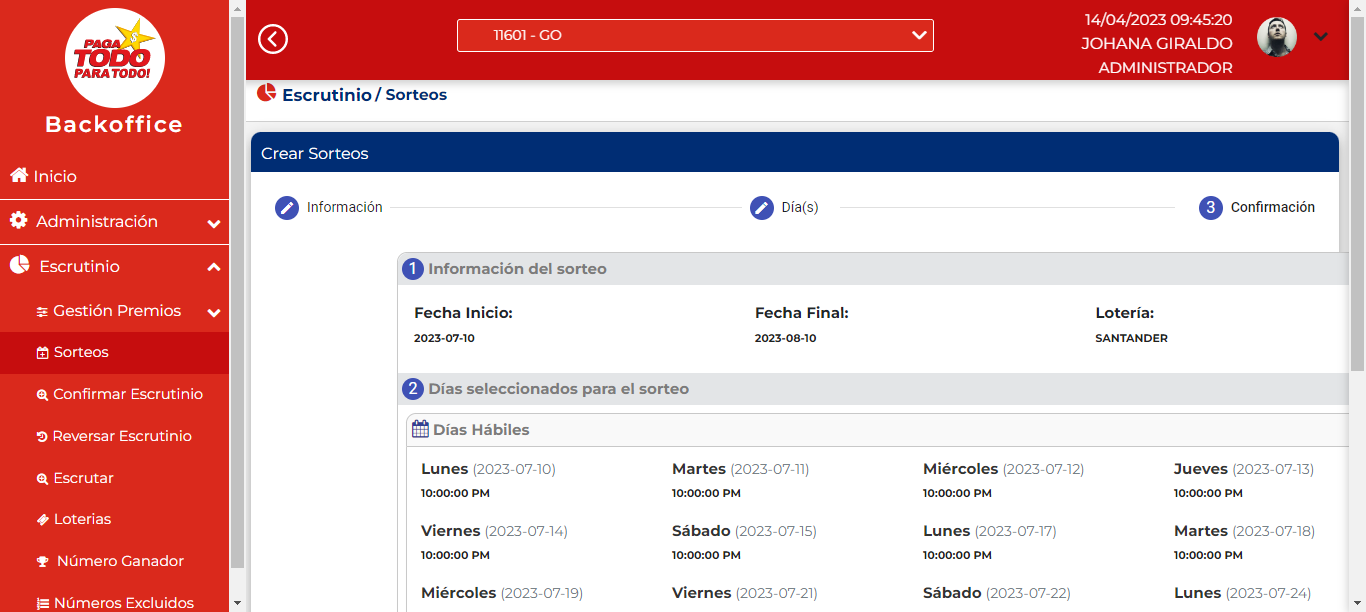 PAGA
TODO
PARA TODO!
Backoffice
Inicio
Administración
Escrutinio
Gestión Premios
Sorteos
Confirmar Escrutinio
Reversar Escrutinio
Escrutar
Loterias
Número Ganador
Números Excluidos
11601 - GO
14/04/2023 09:45:20
JOHANA GIRALDO
ADMINISTRADOR
Escrutinio / Sorteos
Crear Sorteos
Información
Día(s)
3 Confirmación
1 Información del sorteo
Fecha Inicio: Fecha Final: Lotería:
2023-07-10 2023-08-10 SANTANDER
2 Días seleccionados para el sorteo
Días Hábiles
Lunes (2023-07-10) Martes (2023-07-11) Miércoles (2023-07-12) Jueves (2023-07-13)
10:00:00 PM 10:00:00 PM 10:00:00 PM 10:00:00 PM
Viernes (2023-07-14) Sábado (2023-07-15) Lunes (2023-07-17) Martes (2023-07-18)
10:00:00 PM 10:00:00 PM 10:00:00 PM 10:00:00 PM
Miércoles (2023-07-19) Viernes (2023-07-21) Sábado (2023-07-22) Lunes (2023-07-24)